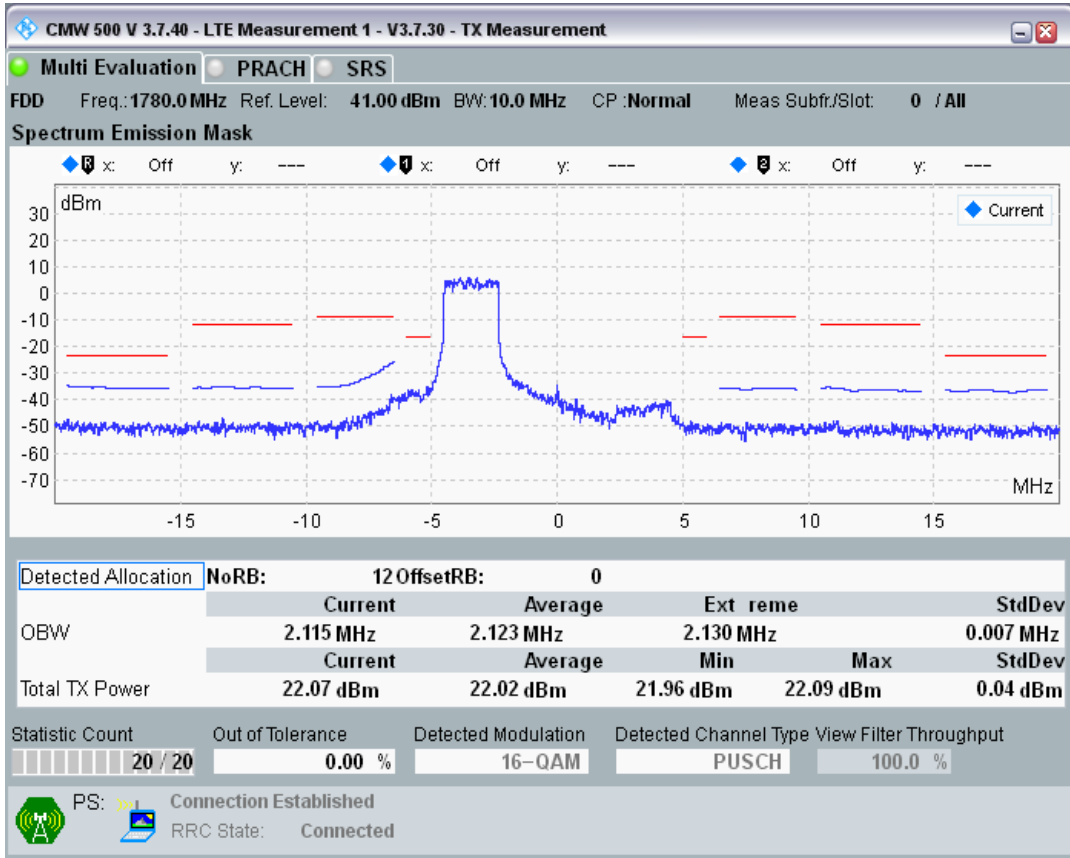 CMW 500 V 3.7.40 - LTE Measurement 1 - V3.7.30 - TX Measurement
Multi Evaluation PRACH SRS
FDD Freq.:1780.0 MHz Ref. Level: 41.00 dBm BW:10.0 MHz CP :Normal Meas Subfr./Slot: 0 / All
Spectrum Emission Mask
R x: Off y: --- 1 x: Off y: --- 2 x: Off y: ---
dBm
Current
30
20
10
0
-10
-20
-30
-40
-50
-60
-70
MHz
-15 -10 -5 0 5 10 15
Detected Allocation NoRB: 12 OffsetRB: 0
Current Average Ext reme StdDev
OBW 2.115 MHz 2.123 MHz 2.130 MHz 0.007 MHz
Current Average Min Max StdDev
Total TX Power 22.07 dBm 22.02 dBm 21.96 dBm 22.09 dBm 0.04 dBm
Statistic Count Out of Tolerance Detected Modulation Detected Channel Type View Filter Throughput
20 / 20 0.00 % 16-QAM PUSCH 100.0 %
PS: Connection Established
RRC State: Connected